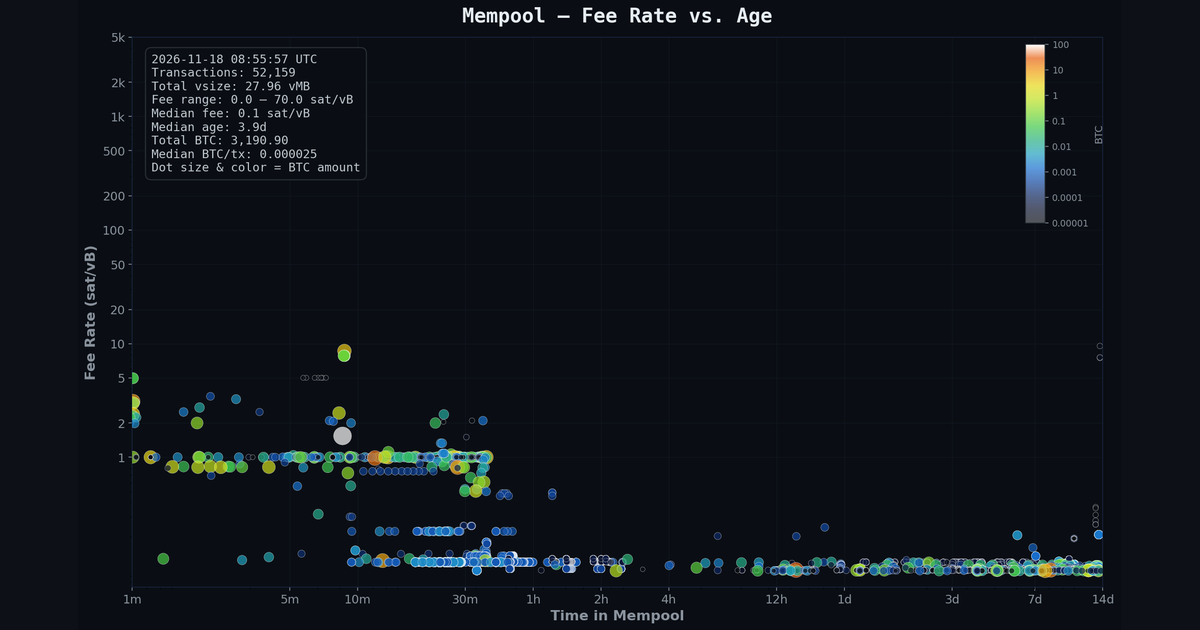 Mempool — Fee Rate vs. Age
2026-11-18 08:55:57 UTC
Transactions: 52,159
Total vsize: 27.96 vMB
Fee range: 0.0 — 70.0 sat/vB
Median fee: 0.1 sat/vB
Median age: 3.9d
Total BTC: 3,190.90
Median BTC/tx: 0.000025
Dot size & color = BTC amount
100
10
1
0.1
0.01
0.001
0.0001
0.00001
BTC
Fee Rate (sat/vB)
5k
2k
1k
500
200
100
50
20
10
5
2
1
1m 5m 10m 30m 1h 2h 4h 12h 1d 3d 7d 14d
Time in Mempool